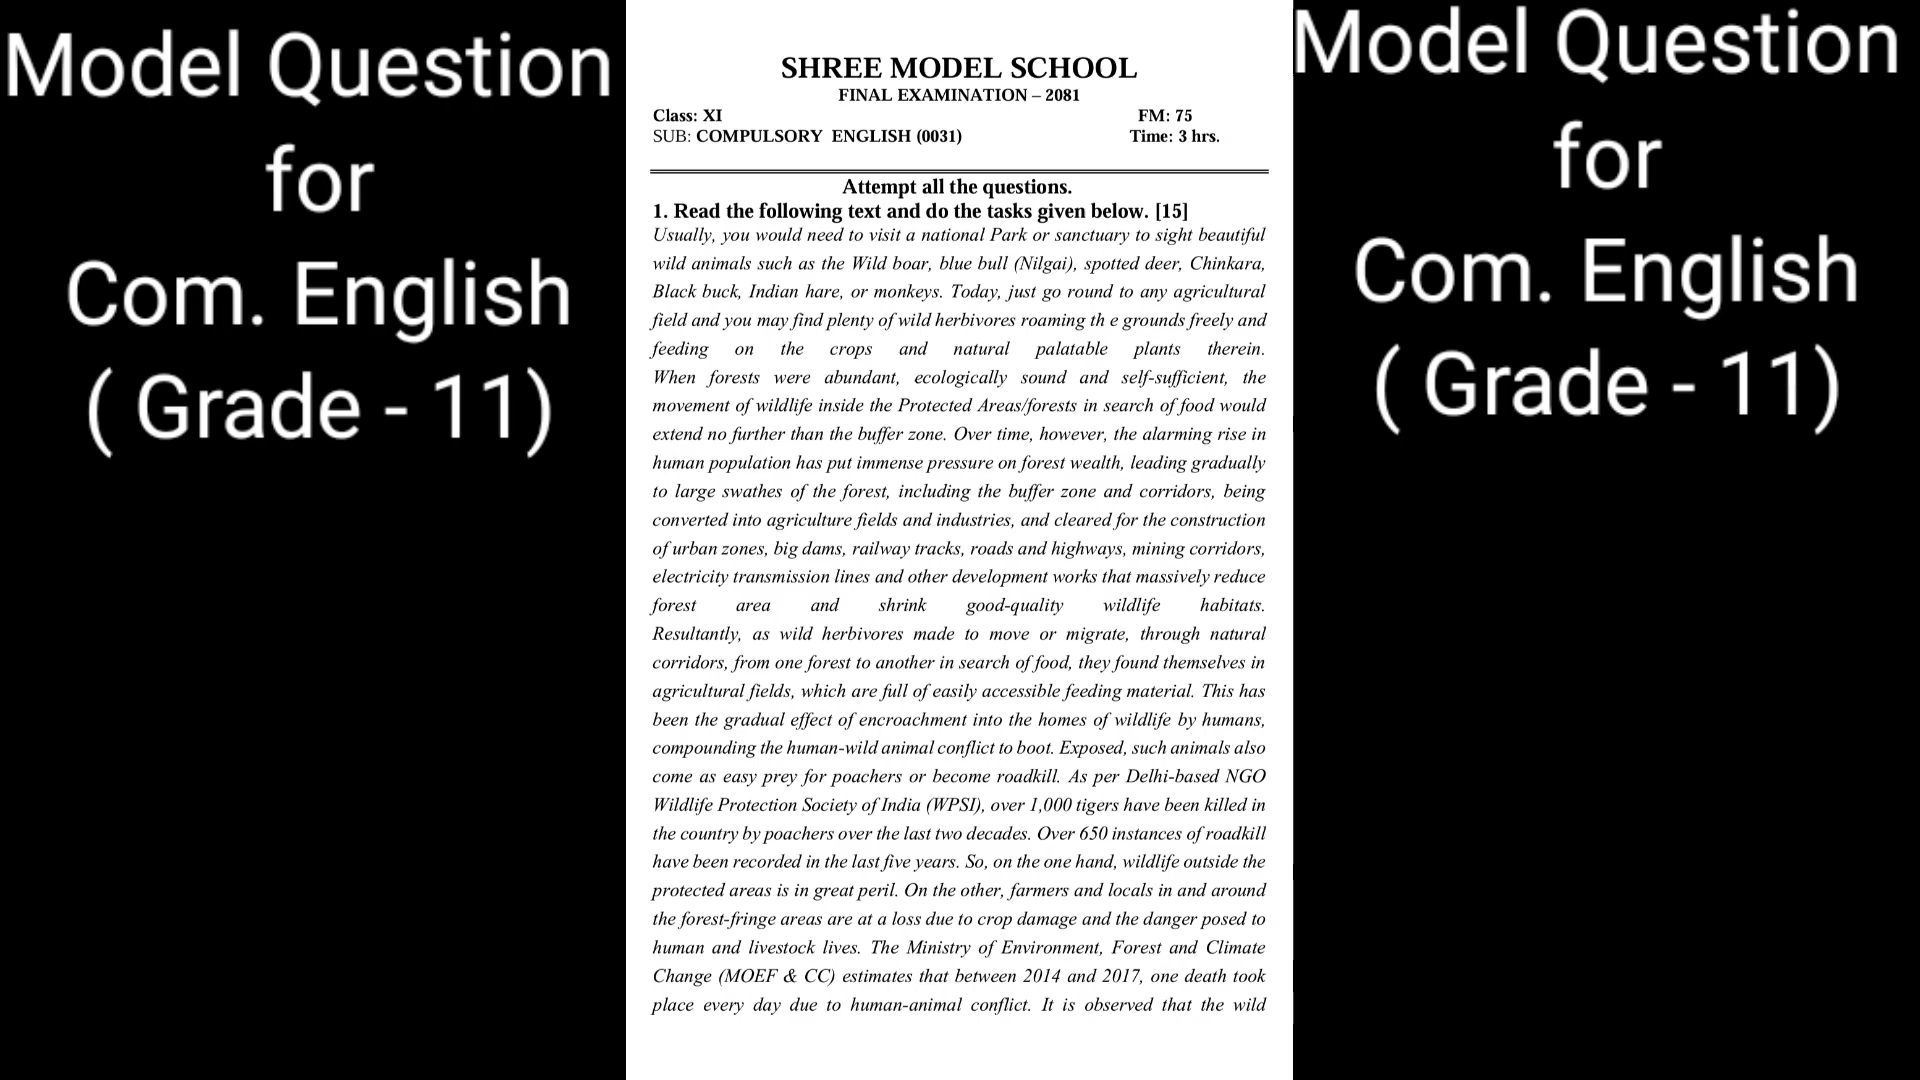 Model Question
for
Com. English
( Grade - 11)
SHREE MODEL SCHOOL
FINAL EXAMINATION – 2081
Class: XI FM: 75
SUB: COMPULSORY ENGLISH (0031) Time: 3 hrs.
Attempt all the questions.
1. Read the following text and do the tasks given below. [15]
Usually, you would need to visit a national Park or sanctuary to sight beautiful
wild animals such as the Wild boar, blue bull (Nilgai), spotted deer, Chinkara,
Black buck, Indian hare, or monkeys. Today, just go round to any agricultural
field and you may find plenty of wild herbivores roaming th e grounds freely and
feeding on the crops and natural palatable plants therein.
When forests were abundant, ecologically sound and self-sufficient, the
movement of wildlife inside the Protected Areas/forests in search of food would
extend no further than the buffer zone. Over time, however, the alarming rise in
human population has put immense pressure on forest wealth, leading gradually
to large swathes of the forest, including the buffer zone and corridors, being
converted into agriculture fields and industries, and cleared for the construction
of urban zones, big dams, railway tracks, roads and highways, mining corridors,
electricity transmission lines and other development works that massively reduce
forest area and shrink good-quality wildlife habitats.
Resultantly, as wild herbivores made to move or migrate, through natural
corridors, from one forest to another in search of food, they found themselves in
agricultural fields, which are full of easily accessible feeding material. This has
been the gradual effect of encroachment into the homes of wildlife by humans,
compounding the human-wild animal conflict to boot. Exposed, such animals also
come as easy prey for poachers or become roadkill. As per Delhi-based NGO
Wildlife Protection Society of India (WPSI), over 1,000 tigers have been killed in
the country by poachers over the last two decades. Over 650 instances of roadkill
have been recorded in the last five years. So, on the one hand, wildlife outside the
protected areas is in great peril. On the other, farmers and locals in and around
the forest-fringe areas are at a loss due to crop damage and the danger posed to
human and livestock lives. The Ministry of Environment, Forest and Climate
Change (MOEF & CC) estimates that between 2014 and 2017, one death took
place every day due to human-animal conflict. It is observed that the wild
Model Question
for
Com. English
( Grade - 11)